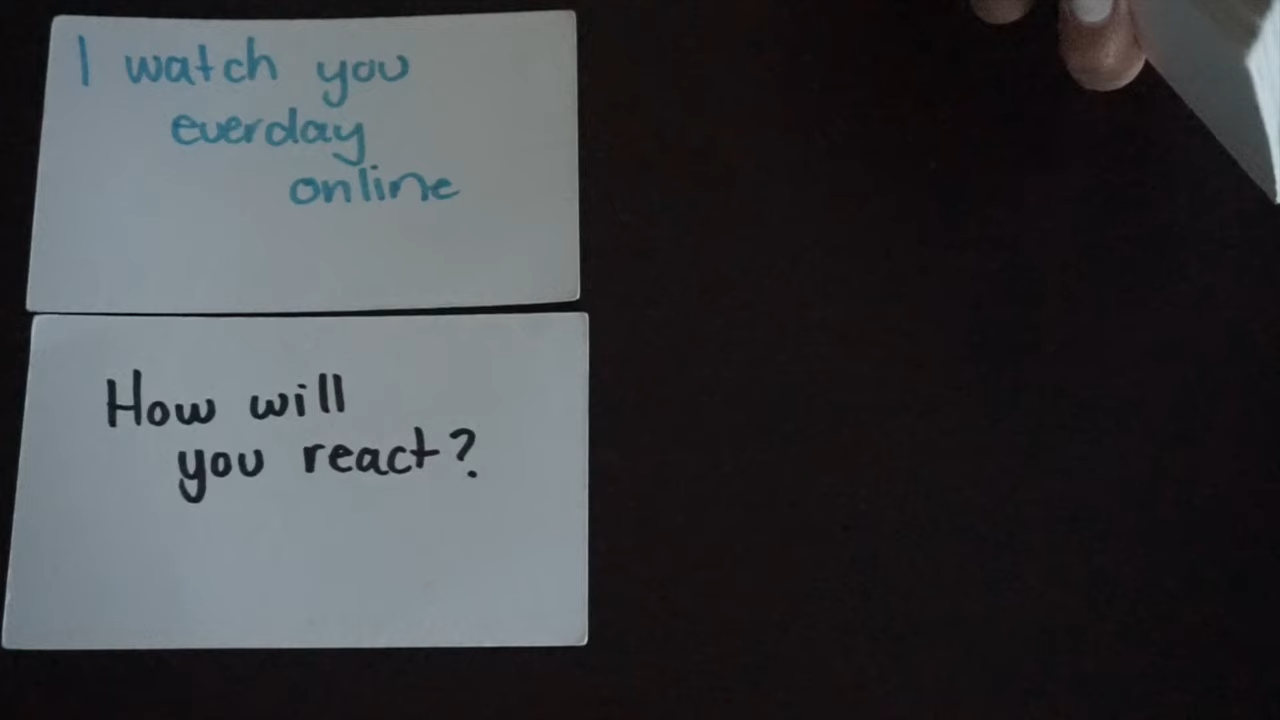 I watch you
everday
online
How will
you react?